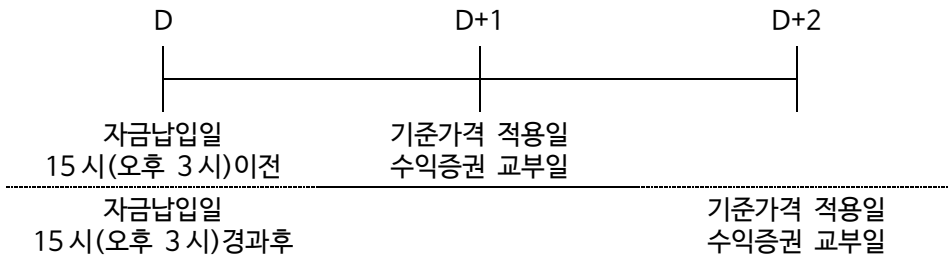 D D+1 D+2
자금납입일 기준가격 적용일
15시(오후 3시)이전 수익증권 교부일
자금납입일 기준가격 적용일
15시(오후 3시)경과후 수익증권 교부일